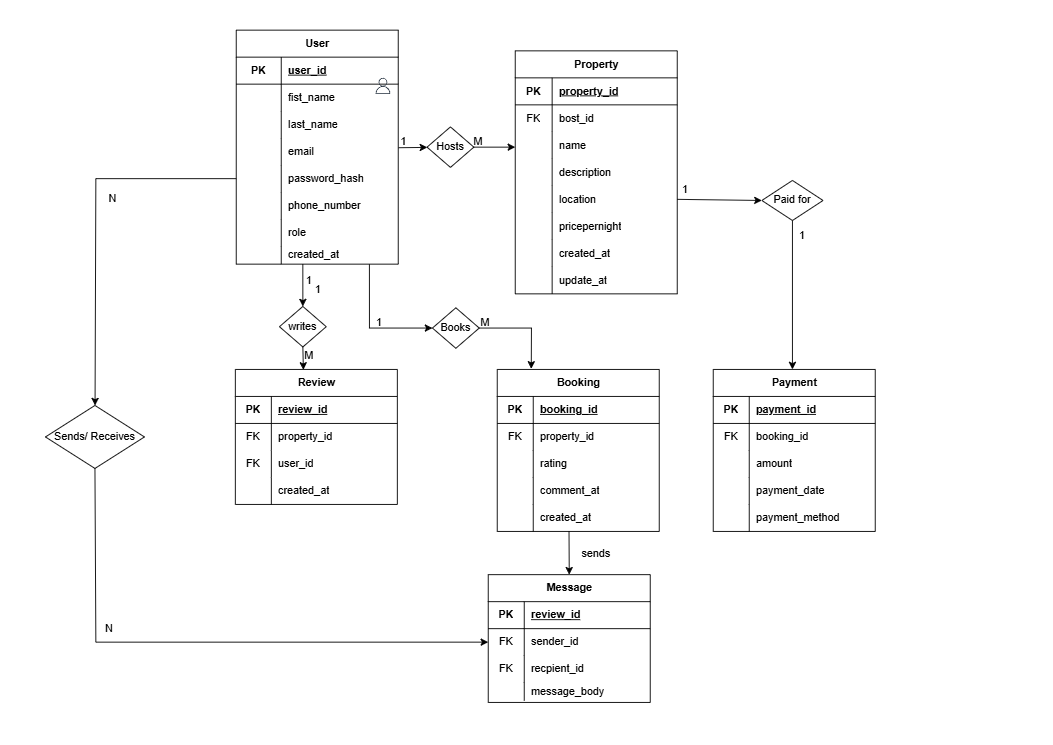 User
PK user_id
fist_name
last_name
email
password_hash
phone_number
role
created_at
1
Hosts
M
Property
PK property_id
FK bost_id
name
description
location
pricepernight
created_at
update_at
1
Paid for
1
N
1
1
writes
M
1
Books
M
Review
PK review_id
FK property_id
FK user_id
created_at
Booking
PK booking_id
FK property_id
rating
comment_at
created_at
Payment
PK payment_id
FK booking_id
amount
payment_date
payment_method
Sends/ Receives
sends
N
Message
PK review_id
FK sender_id
FK recpient_id
message_body